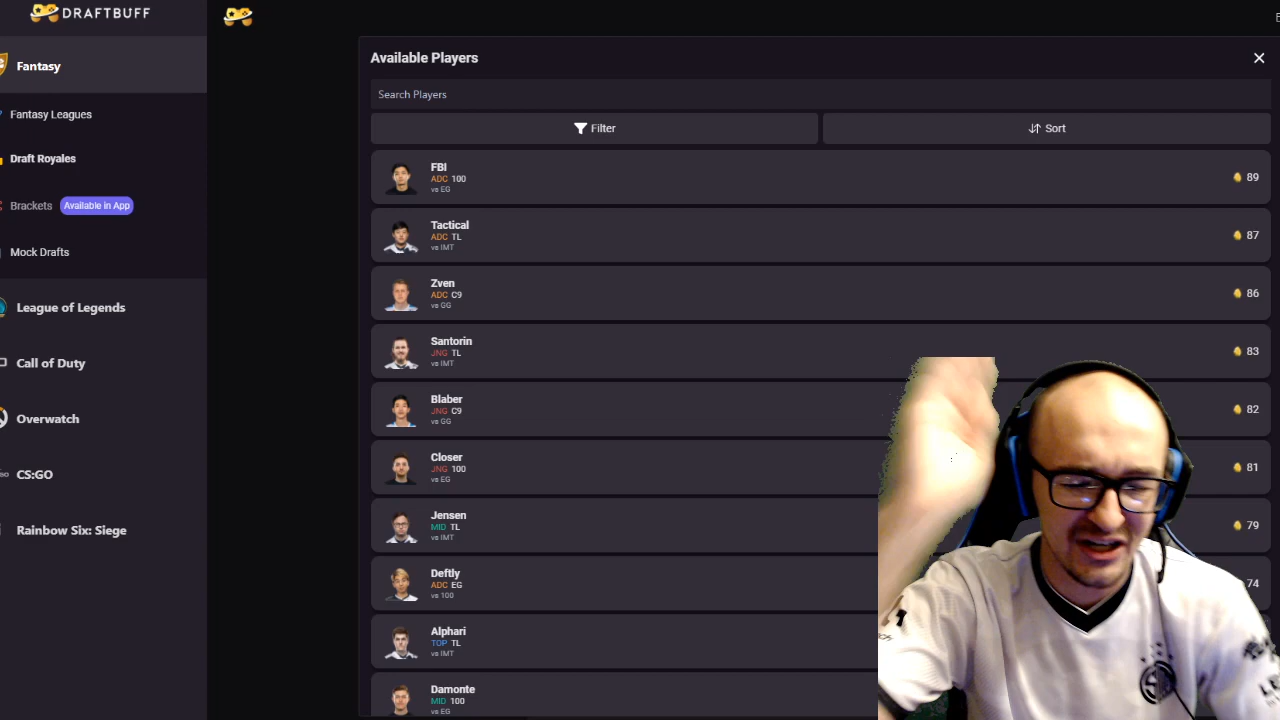 DRAFTBUFF
Fantasy
Fantasy Leagues
Draft Royales
Brackets Available in App
Mock Drafts
League of Legends
Call of Duty
Overwatch
CS:GO
Rainbow Six: Siege
Available Players
Search Players
Filter
Sort
FBI
ADC 100
vs EG
89
Tactical
ADC TL
vs IMT
87
Zven
ADC C9
vs GG
86
Santorin
JNG TL
vs IMT
83
Blaber
JNG C9
vs GG
82
Closer
JNG 100
vs EG
81
Jensen
MID TL
vs IMT
79
Deftly
ADC EG
vs 100
74
Alphari
TOP TL
vs IMT
Damonte
MID 100
vs EG